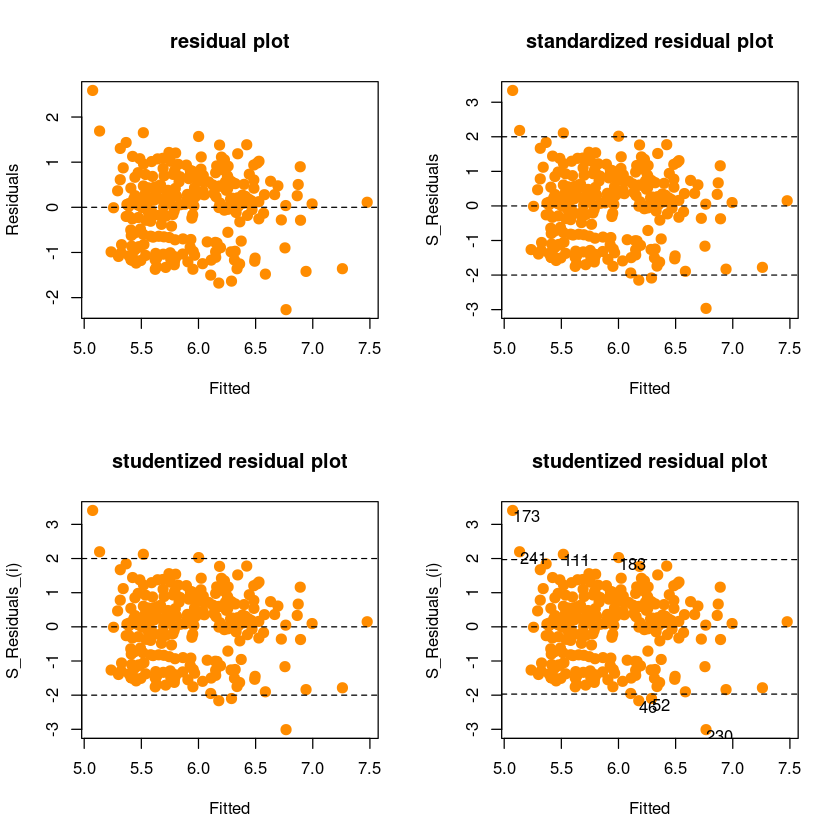 residual plot
Residuals
2
1
0
-1
-2
5.0 5.5 6.0 6.5 7.0 7.5
Fitted
standardized residual plot
S_Residuals
3
2
1
0
-1
-2
-3
5.0 5.5 6.0 6.5 7.0 7.5
Fitted
studentized residual plot
S_Residuals_(i)
3
2
1
0
-1
-2
-3
5.0 5.5 6.0 6.5 7.0 7.5
Fitted
studentized residual plot
S_Residuals_(i)
3
2
1
0
-1
-2
-3
173
241
111
183
46
52
230
5.0 5.5 6.0 6.5 7.0 7.5
Fitted